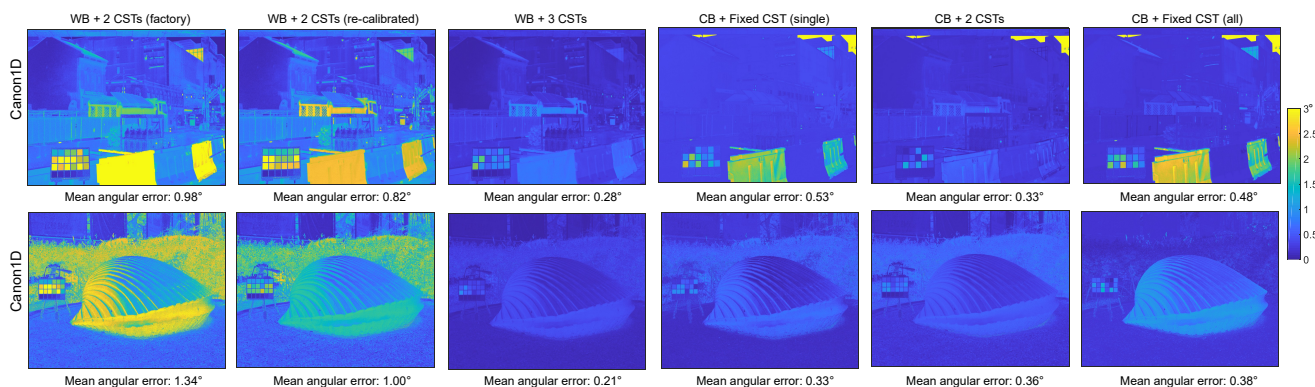 WB + 2 CSTs (factory)
WB + 2 CSTs (re-calibrated)
WB + 3 CSTs
CB + Fixed CST (single)
CB + 2 CSTs
CB + Fixed CST (all)
Canon1D
Mean angular error: 0.98°
Mean angular error: 0.82°
Mean angular error: 0.28°
Mean angular error: 0.53°
Mean angular error: 0.33°
Mean angular error: 0.48°
Canon1D
Mean angular error: 1.34°
Mean angular error: 1.00°
Mean angular error: 0.21°
Mean angular error: 0.33°
Mean angular error: 0.36°
Mean angular error: 0.38°
3°
2.5
2
1.5
1
0.5
0